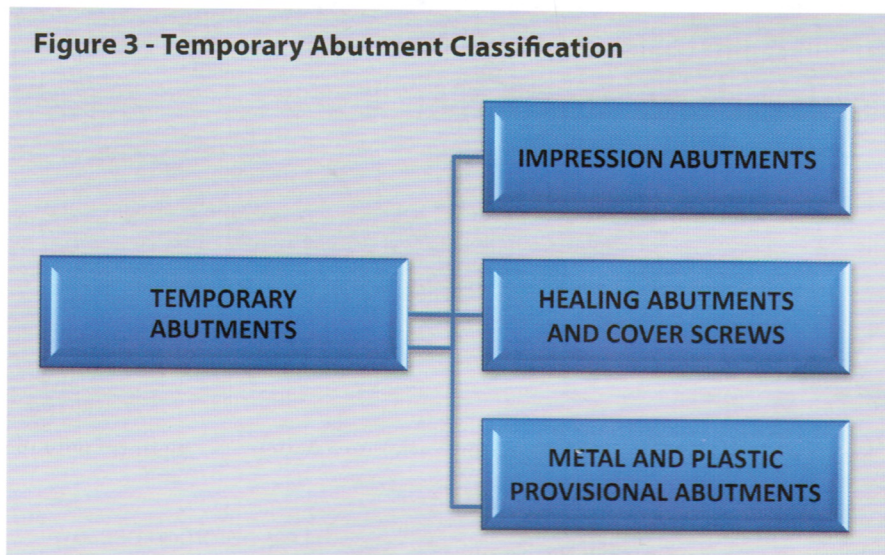 Figure 3 - Temporary Abutment Classification
IMPRESSION ABUTMENTS
TEMPORARY
ABUTMENTS
HEALING ABUTMENTS
AND COVER SCREWS
METAL AND PLASTIC
PROVISIONAL ABUTMENTS